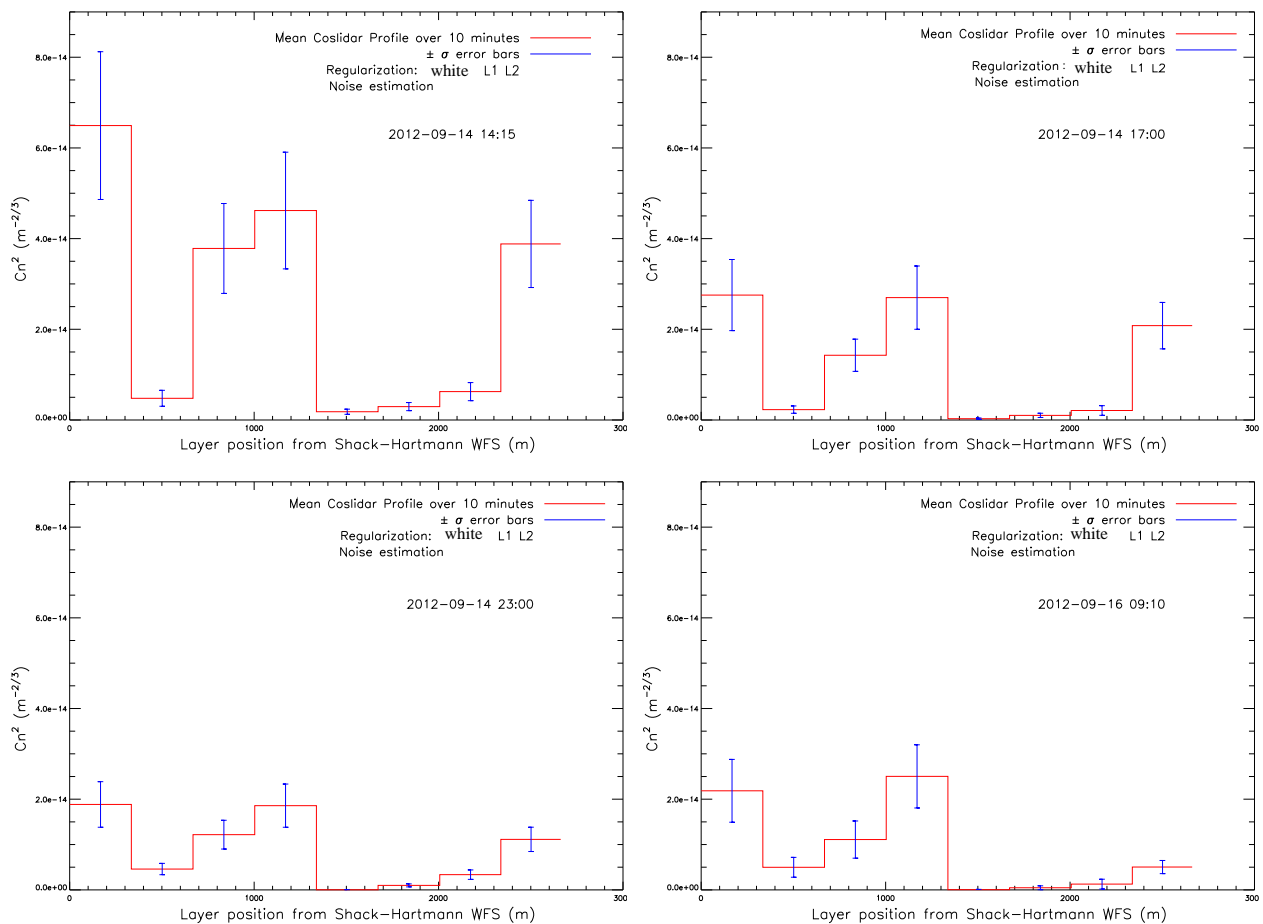 Mean Coslidar Profile over 10 minutes
± σ error bars
Regularization: white L1 L2
Noise estimation
2012-09-14 14:15
8.0e-14
6.0e-14
4.0e-14
2.0e-14
0.0e+00
Cn² (m⁻²/³)
0 1000 2000 300
Layer position from Shack-Hartmann WFS (m)
Mean Coslidar Profile over 10 minutes
± σ error bars
Regularization: white L1 L2
Noise estimation
2012-09-14 17:00
8.0e-14
6.0e-14
4.0e-14
2.0e-14
0.0e+00
Cn² (m⁻²/³)
0 1000 2000 300
Layer position from Shack-Hartmann WFS (m)
Mean Coslidar Profile over 10 minutes
± σ error bars
Regularization: white L1 L2
Noise estimation
2012-09-14 23:00
8.0e-14
6.0e-14
4.0e-14
2.0e-14
0.0e+00
Cn² (m⁻²/³)
0 1000 2000 300
Layer position from Shack-Hartmann WFS (m)
Mean Coslidar Profile over 10 minutes
± σ error bars
Regularization: white L1 L2
Noise estimation
2012-09-16 09:10
8.0e-14
6.0e-14
4.0e-14
2.0e-14
0.0e+00
Cn² (m⁻²/³)
0 1000 2000 300
Layer position from Shack-Hartmann WFS (m)